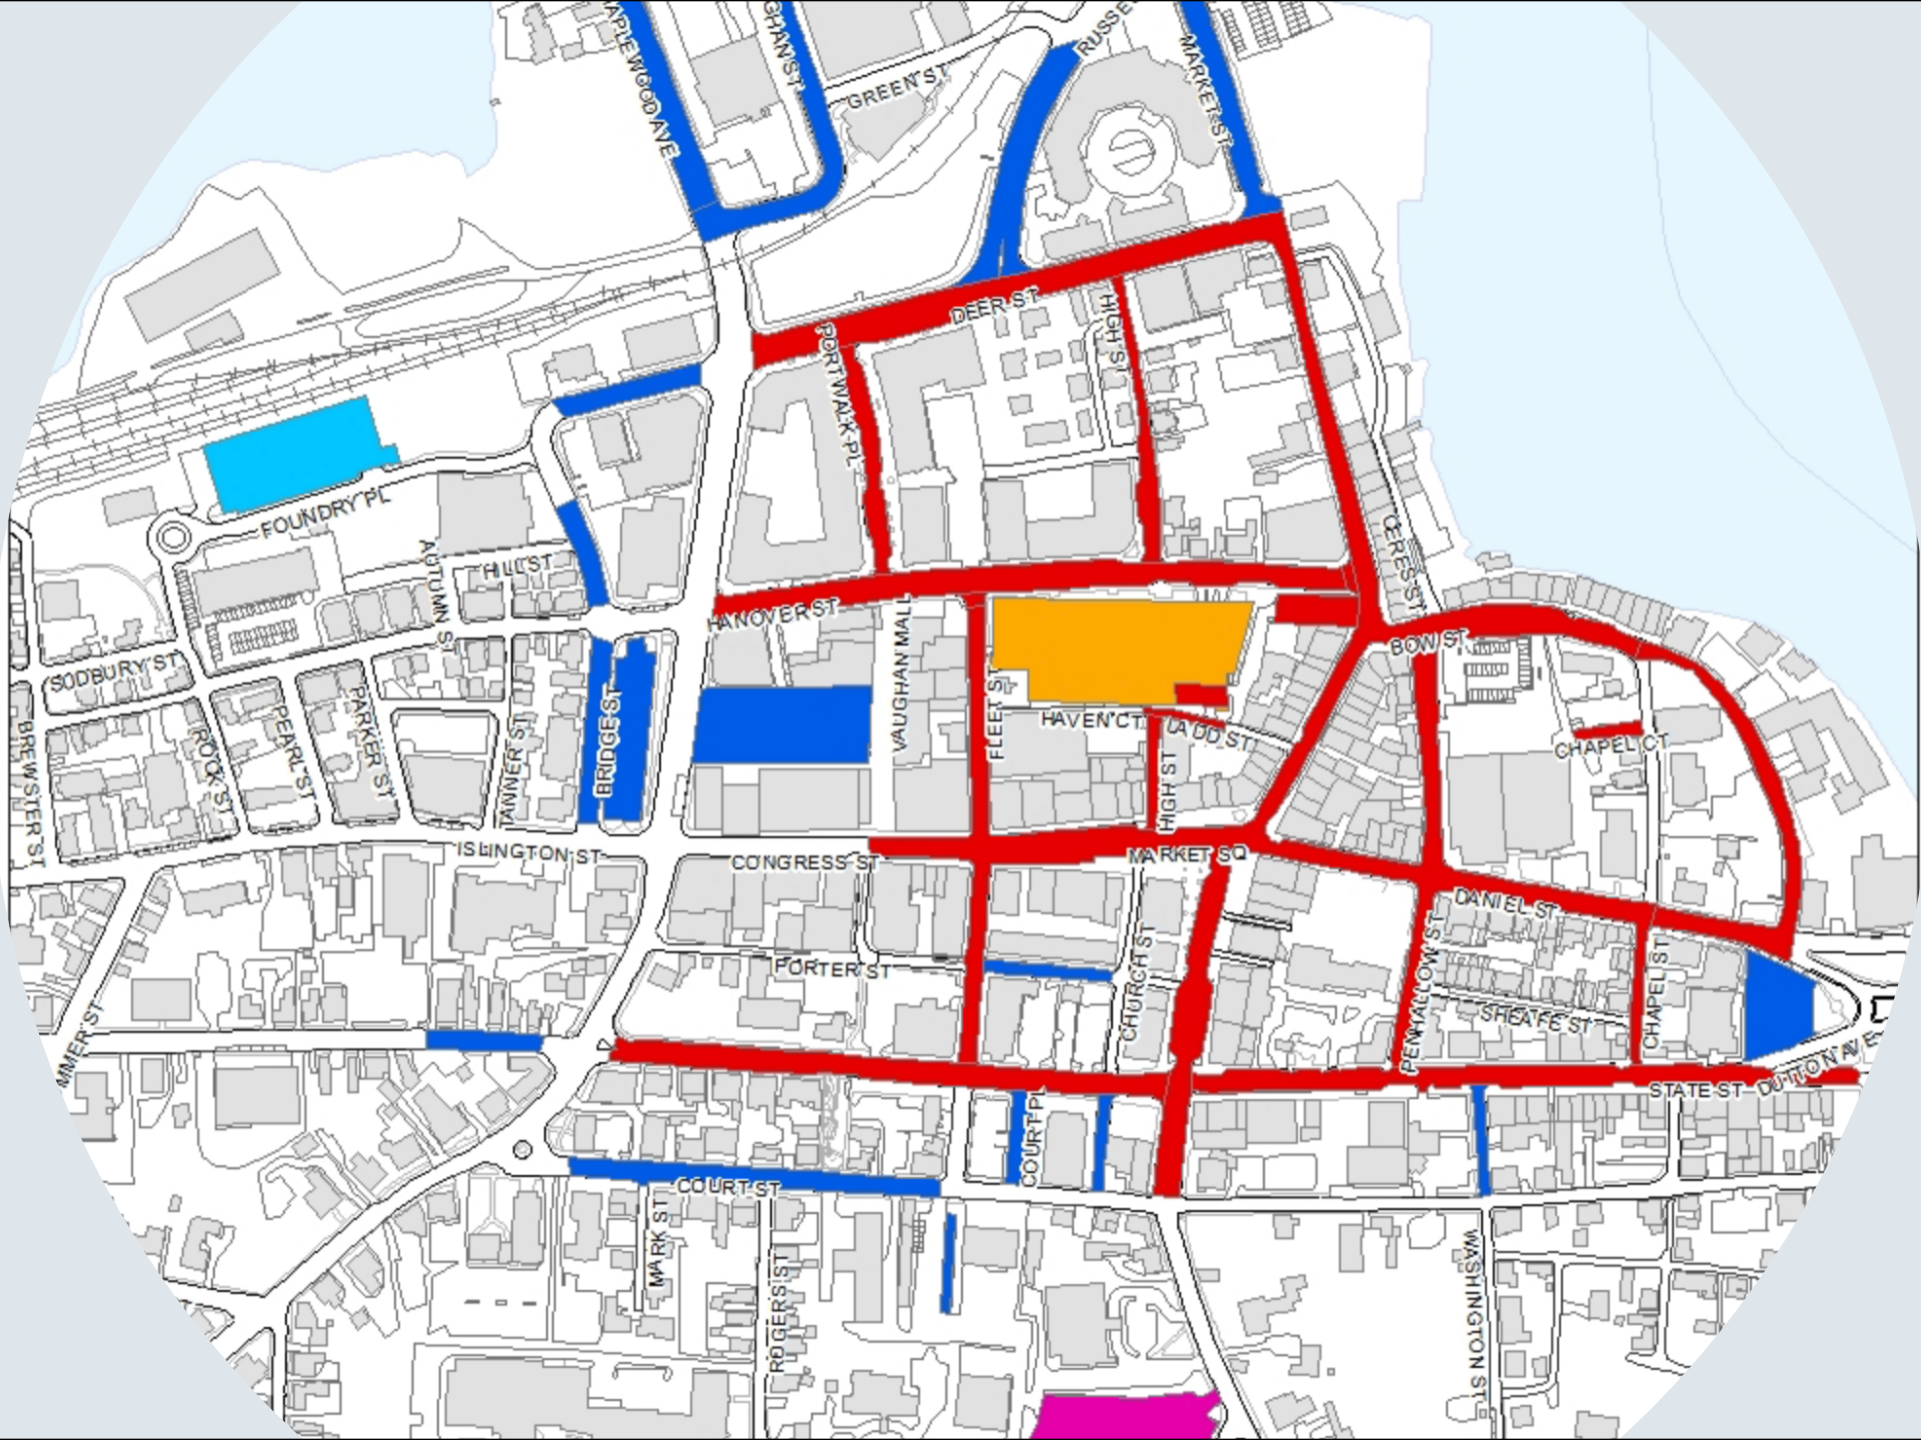 GREEN ST
MARKET ST
DEER ST
HIGH ST
PORTWALK PL
FOUNDRY PL
HILL ST
AUTUMN ST
CERES ST
HANOVER ST
BOW ST
SUDBURY ST
VAUGHAN MALL
FLEET ST
BRIDGE ST
HAVEN CT
LADD ST
CHAPEL CT
BREWSTER ST
ROCK ST
PEARL ST
PARKER ST
TANNER ST
HIGH ST
ISLINGTON ST
CONGRESS ST
MARKET SQ
DANIEL ST
PORTER ST
CHURCH ST
PENHALLOW ST
CHAPEL ST
SHEAFE ST
DUTTON AVE
STATE ST
COURT PL
COURT ST
MARK ST
ROGERS ST
WASHINGTON ST